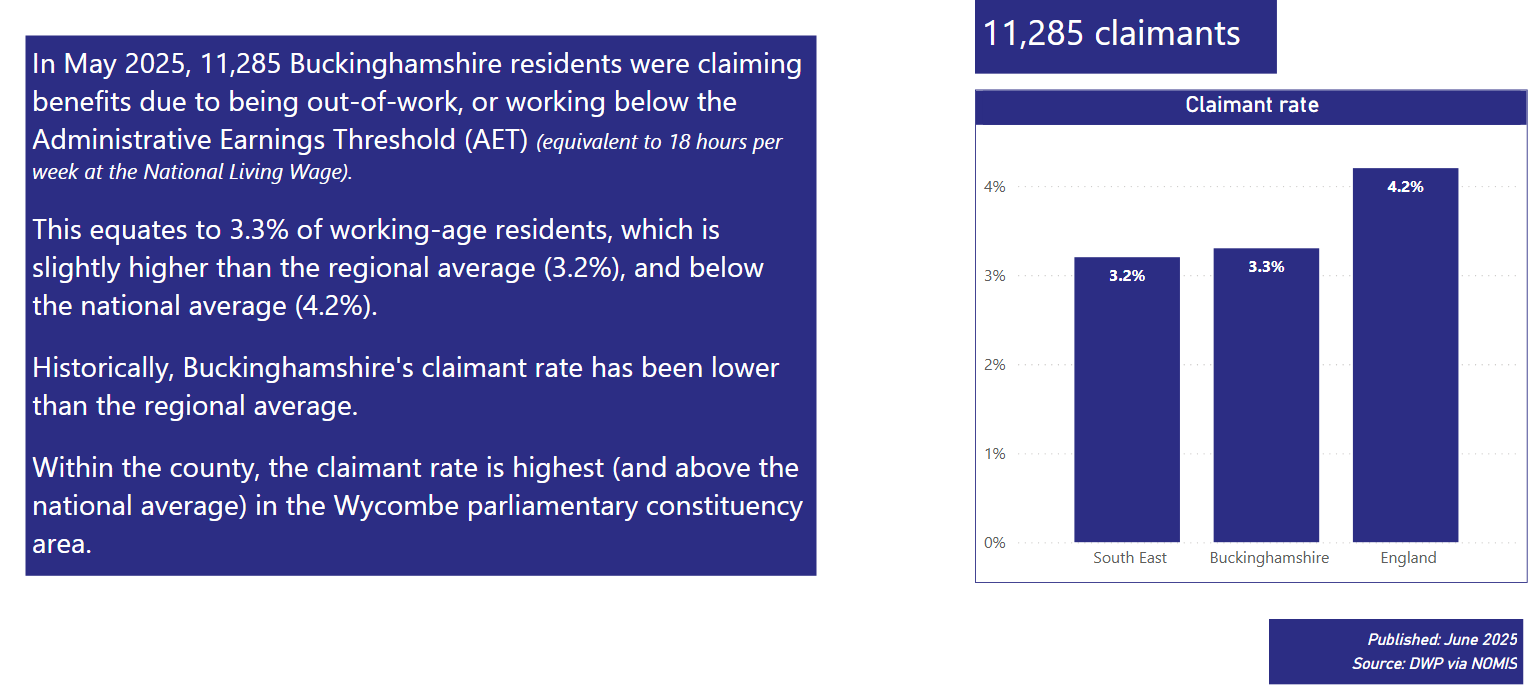 In May 2025, 11,285 Buckinghamshire residents were claiming
benefits due to being out-of-work, or working below the
Administrative Earnings Threshold (AET) (equivalent to 18 hours per
week at the National Living Wage).
This equates to 3.3% of working-age residents, which is
slightly higher than the regional average (3.2%), and below
the national average (4.2%).
Historically, Buckinghamshire's claimant rate has been lower
than the regional average.
Within the county, the claimant rate is highest (and above the
national average) in the Wycombe parliamentary constituency
area.
11,285 claimants
Claimant rate
4%
3%
2%
1%
0%
3.2%
3.3%
4.2%
South East
Buckinghamshire
England
Published: June 2025
Source: DWP via NOMIS